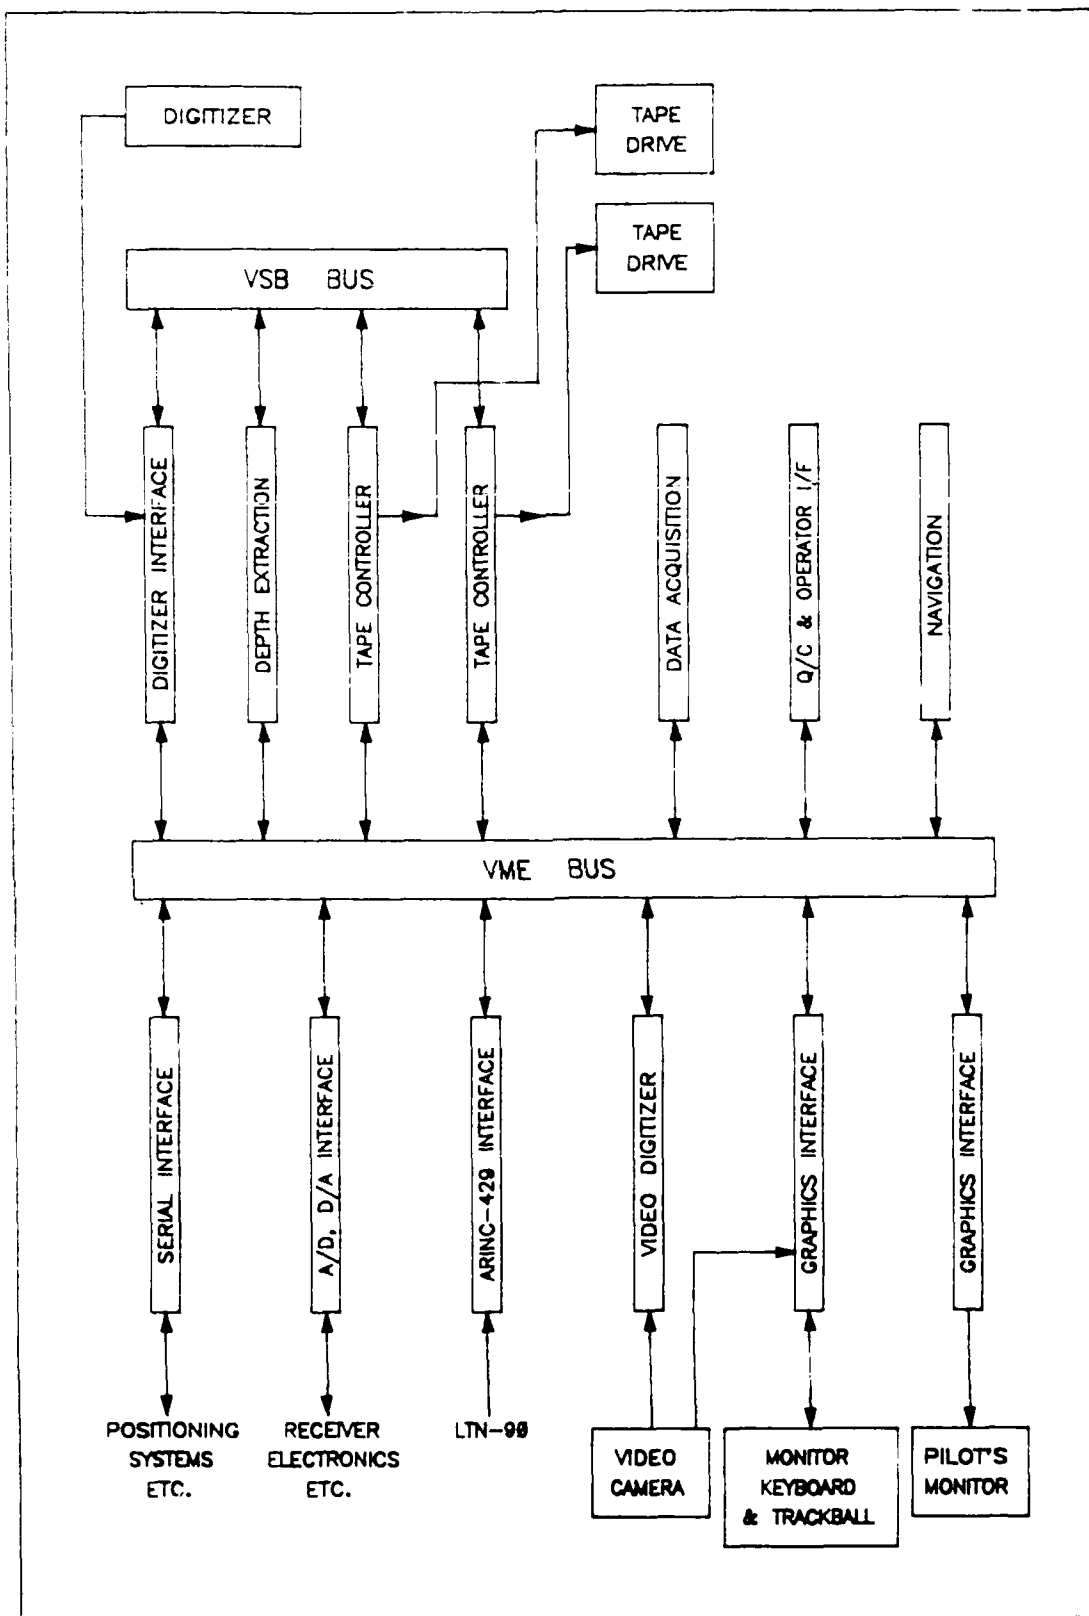 DIGITIZER
TAPE
DRIVE
TAPE
DRIVE
VSB BUS
DIGITIZER INTERFACE
DEPTH EXTRACTION
TAPE CONTROLLER
TAPE CONTROLLER
DATA ACQUISITION
Q/C & OPERATOR I/F
NAVIGATION
VME BUS
SERIAL INTERFACE
A/D, D/A INTERFACE
ARINC-429 INTERFACE
VIDEO DIGITIZER
GRAPHICS INTERFACE
GRAPHICS INTERFACE
POSITIONING
SYSTEMS
ETC.
RECEIVER
ELECTRONICS
ETC.
LTN-90
VIDEO
CAMERA
MONITOR
KEYBOARD
& TRACKBALL
PILOT'S
MONITOR